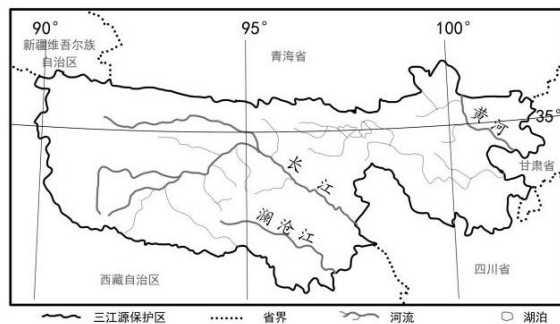 90°
95°
100°
新疆维吾尔族
自治区
青海省
35°
黄河
甘肃省
长江
澜沧江
西藏自治区
四川省
三江源保护区
省界
河流
湖泊